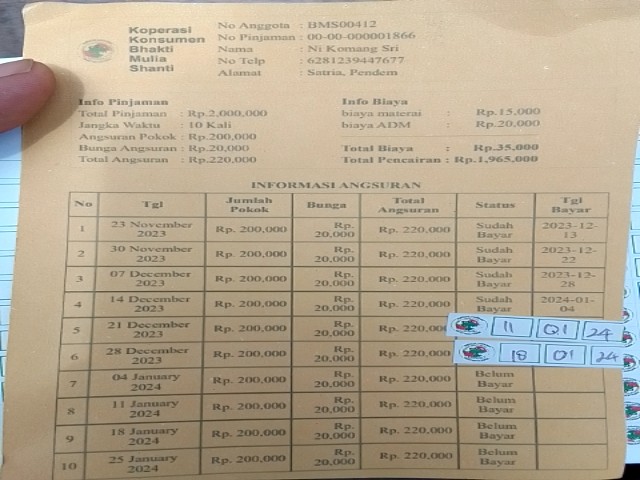 Koperasi
Konsumen
Bhakti
Mulia
Shanti
No Anggota : BMS00412
No Pinjaman : 00-00-000001866
Nama : Ni Komang Sri
No Telp : 6281239447677
Alamat : Satria, Pendem
Info Pinjaman
Total Pinjaman : Rp.2,000,000
Jangka Waktu : 10 Kali
Angsuran Pokok : Rp.200,000
Bunga Angsuran : Rp.20,000
Total Angsuran : Rp.220,000
Info Biaya
biaya materai : Rp.15,000
biaya ADM : Rp.20,000
Total Biaya : Rp.35,000
Total Pencairan : Rp.1,965,000
INFORMASI ANGSURAN
No Tgl Jumlah Pokok Bunga Total Angsuran Status Tgl Bayar
1 23 November 2023 Rp. 200,000 Rp. 20,000 Rp. 220,000 Sudah Bayar 2023-12-13
2 30 November 2023 Rp. 200,000 Rp. 20,000 Rp. 220,000 Sudah Bayar 2023-12-22
3 07 December 2023 Rp. 200,000 Rp. 20,000 Rp. 220,000 Sudah Bayar 2023-12-28
4 14 December 2023 Rp. 200,000 Rp. 20,000 Rp. 220,000 Sudah Bayar 2024-01-04
5 21 December 2023 Rp. 200,000 Rp. 20,000 Rp. 220,000 11 01 24
6 28 December 2023 Rp. 200,000 Rp. 20,000 Rp. 220,000 18 01 24
7 04 January 2024 Rp. 200,000 Rp. 20,000 Rp. 220,000 Belum Bayar
8 11 January 2024 Rp. 200,000 Rp. 20,000 Rp. 220,000 Belum Bayar
9 18 January 2024 Rp. 200,000 Rp. 20,000 Rp. 220,000 Belum Bayar
10 25 January 2024 Rp. 200,000 Rp. 20,000 Rp. 220,000 Belum Bayar